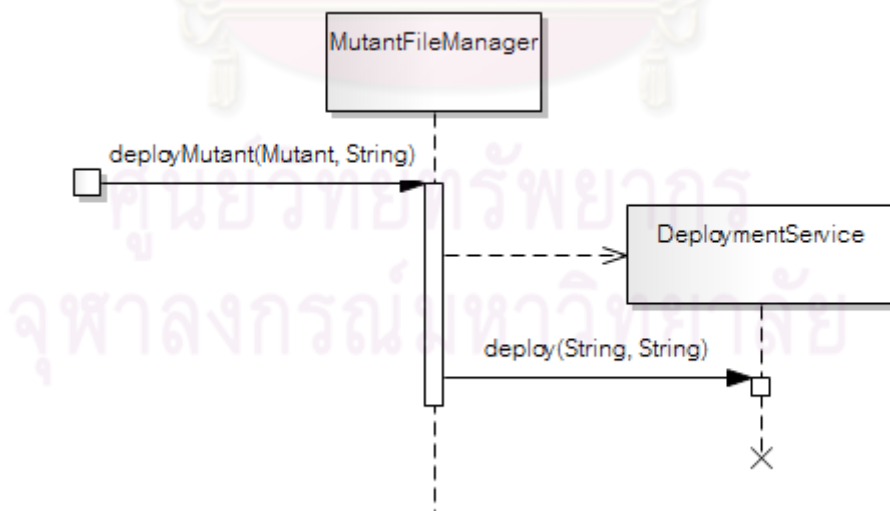 MutantFileManager
deployMutant(Mutant, String)
ศูนย์วิทยทรัพยากร
DeploymentService
จุฬาลงกรณ์มหาวิทยาลัย
deploy(String, String)